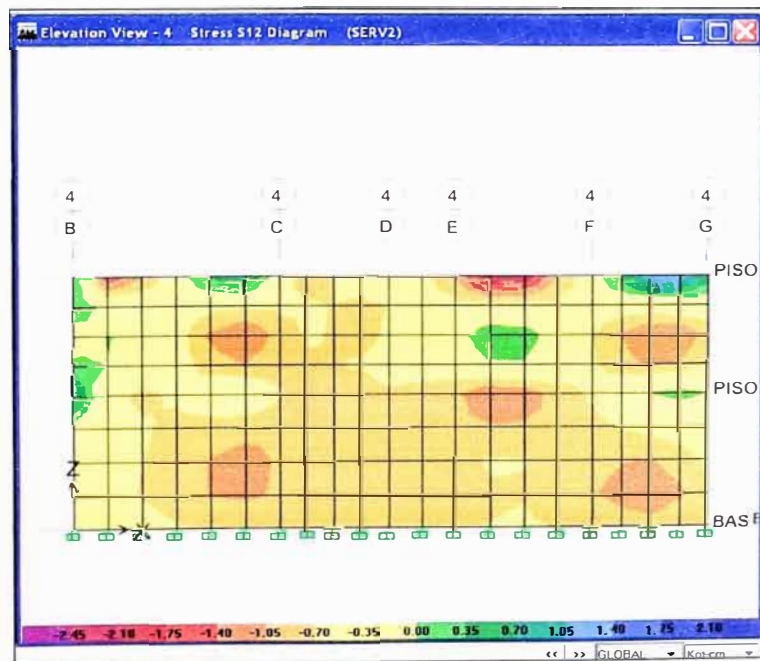 Elevation View - 4 Stress S12 Diagram (SERV2)
4 4 4 4 4 4
B C D E F G
PISO
PISO
Z
BAS
-2.45 -2.10 -1.75 -1.40 -1.05 -0.70 -0.35 0.00 0.35 0.70 1.05 1.40 1.75 2.10
<< >> GLOBAL